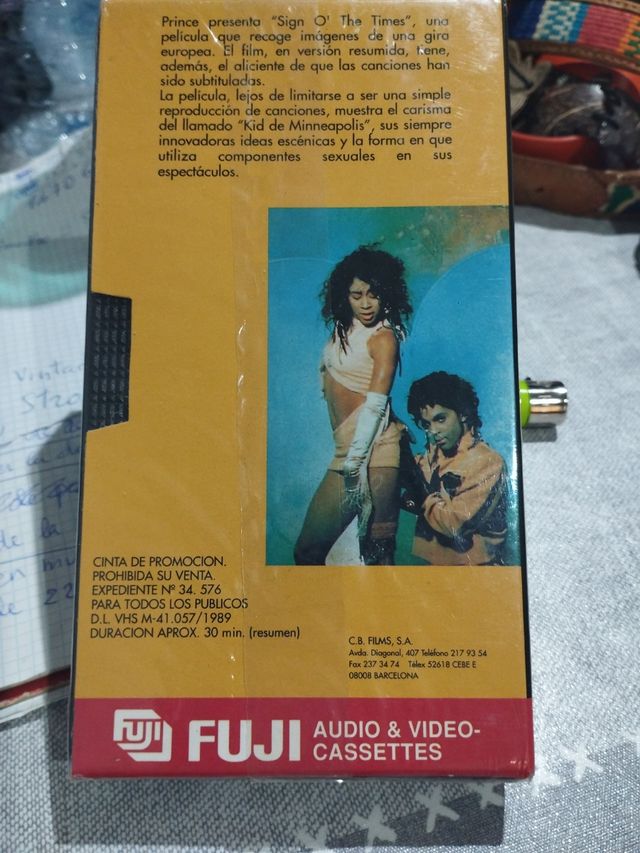 Prince presenta "Sign O' The Times", una
pelicula que recoge imágenes de una gira
europea. El film, en versión resumida, tiene,
además, el aliciente de que las canciones han
sido subtituladas.
La pelicula, lejos de limitarse a ser una simple
reproducción de canciones, muestra el carisma
del llamado "Kid de Minneapolis", sus siempre
innovadoras ideas escénicas y la forma en que
utiliza componentes sexuales en sus
espectáculos.
CINTA DE PROMOCION.
PROHIBIDA SU VENTA.
EXPEDIENTE Nº 34. 576
PARA TODOS LOS PUBLICOS
D.L. VHS M-41.057/1989
DURACION APROX. 30 min. (resumen)
C.B. FILMS, S.A.
Avda. Diagonal, 407 Teléfono 217 93 54
Fax 237 34 74 Télex 52618 CEBE E
08008 BARCELONA
FUJI
FUJI AUDIO & VIDEO-
CASSETTES
de la